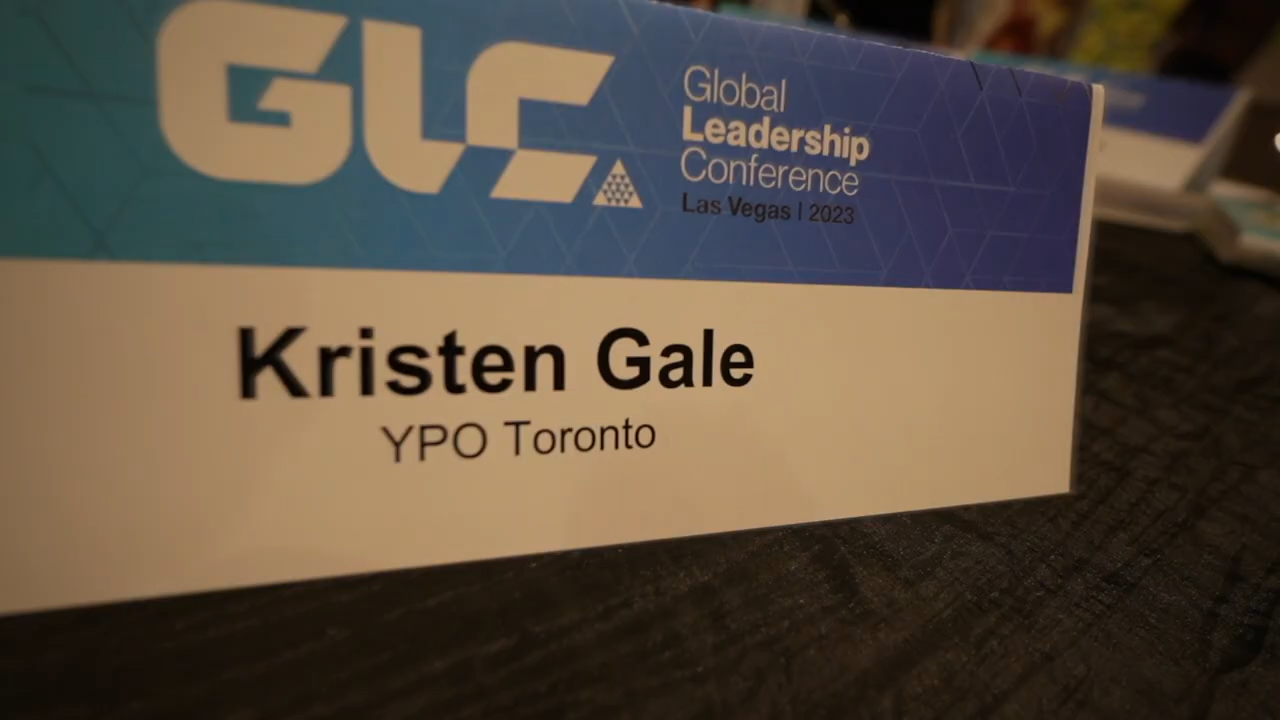 GLC
Global
Leadership
Conference
Las Vegas | 2023
Kristen Gale
YPO Toronto